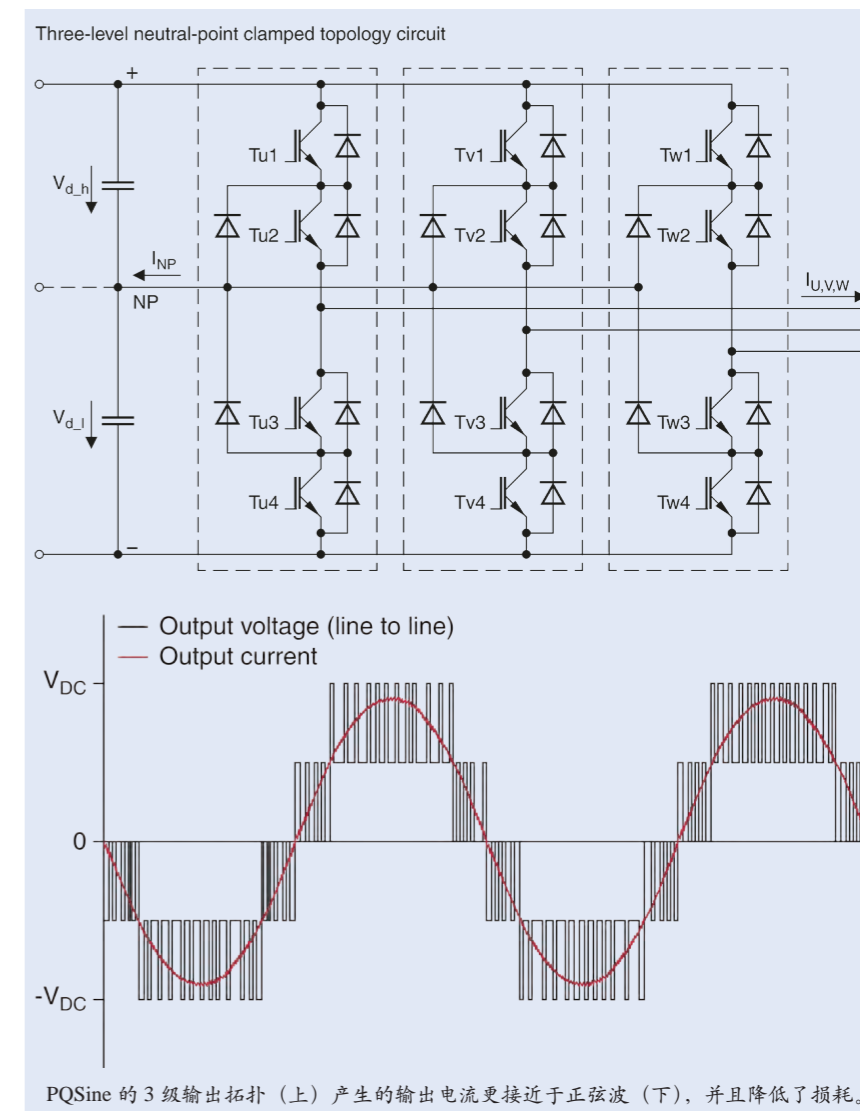 Three-level neutral-point clamped topology circuit
+
Tu1
Tv1
Tw1
V_d_h
Tu2
Tv2
Tw2
I_NP
I_U,V,W
NP
V_d_l
Tu3
Tv3
Tw3
Tu4
Tv4
Tw4
−
Output voltage (line to line)
Output current
V_DC
0
-V_DC
PQSine 的 3 级输出拓扑（上）产生的输出电流更接近于正弦波（下），并且降低了损耗。